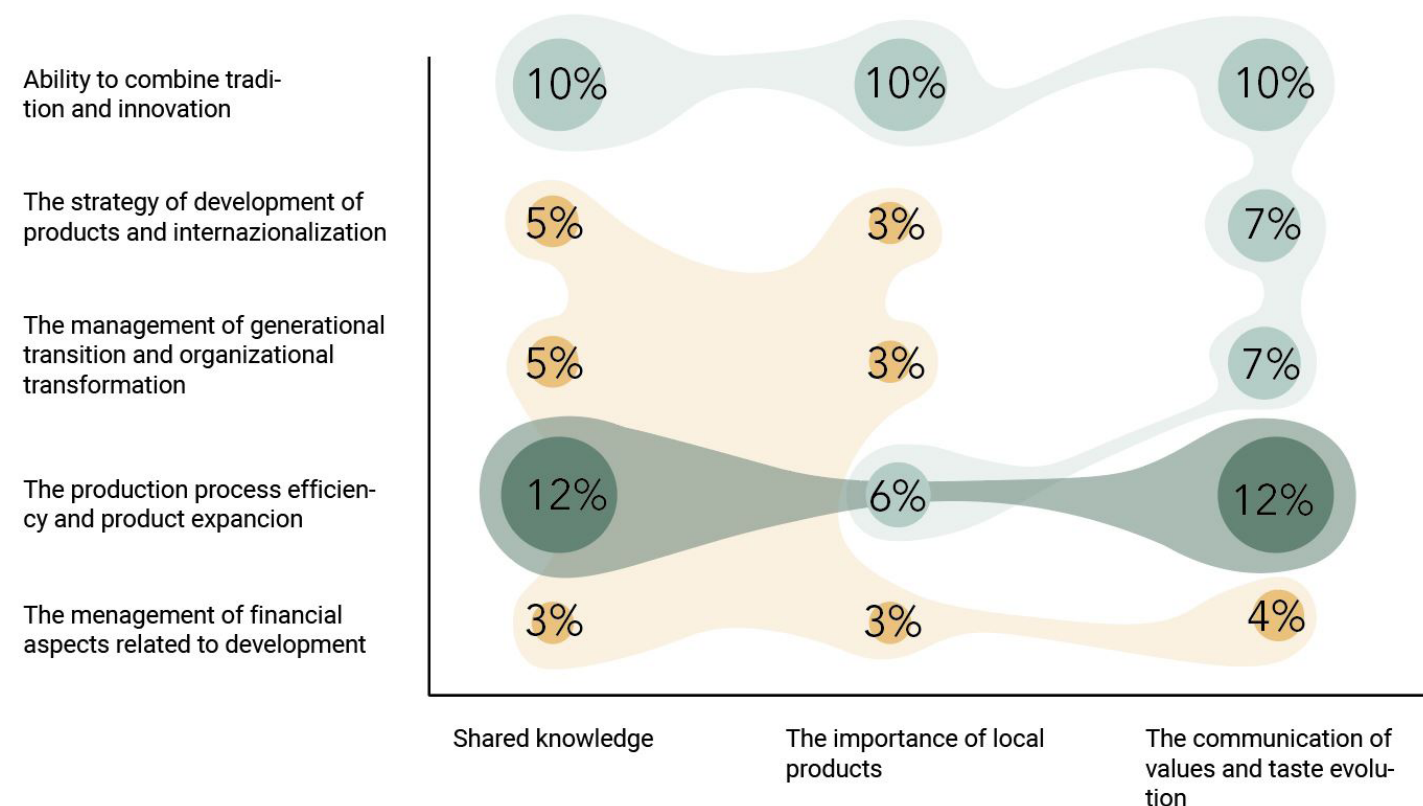 Ability to combine tradi-
tion and innovation
10%
10%
10%
The strategy of development of
products and internazionalization
5%
3%
7%
The management of generational
transition and organizational
transformation
5%
3%
7%
The production process efficien-
cy and product expancion
12%
6%
12%
The menagement of financial
aspects related to development
3%
3%
4%
Shared knowledge
The importance of local
products
The communication of
values and taste evolu-
tion